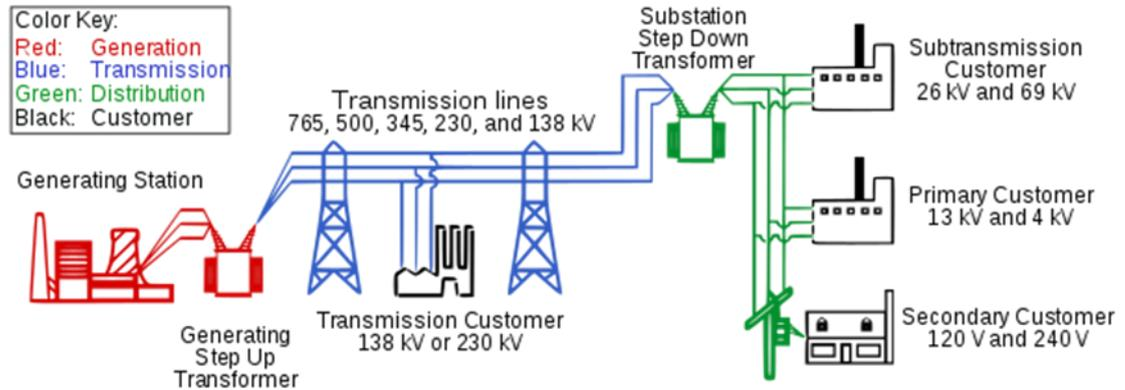 Color Key:
Red: Generation
Blue: Transmission
Green: Distribution
Black: Customer
Generating Station
Generating
Step Up
Transformer
Transmission lines
765, 500, 345, 230, and 138 kV
Transmission Customer
138 kV or 230 kV
Substation
Step Down
Transformer
Subtransmission
Customer
26 kV and 69 kV
Primary Customer
13 kV and 4 kV
Secondary Customer
120 V and 240 V